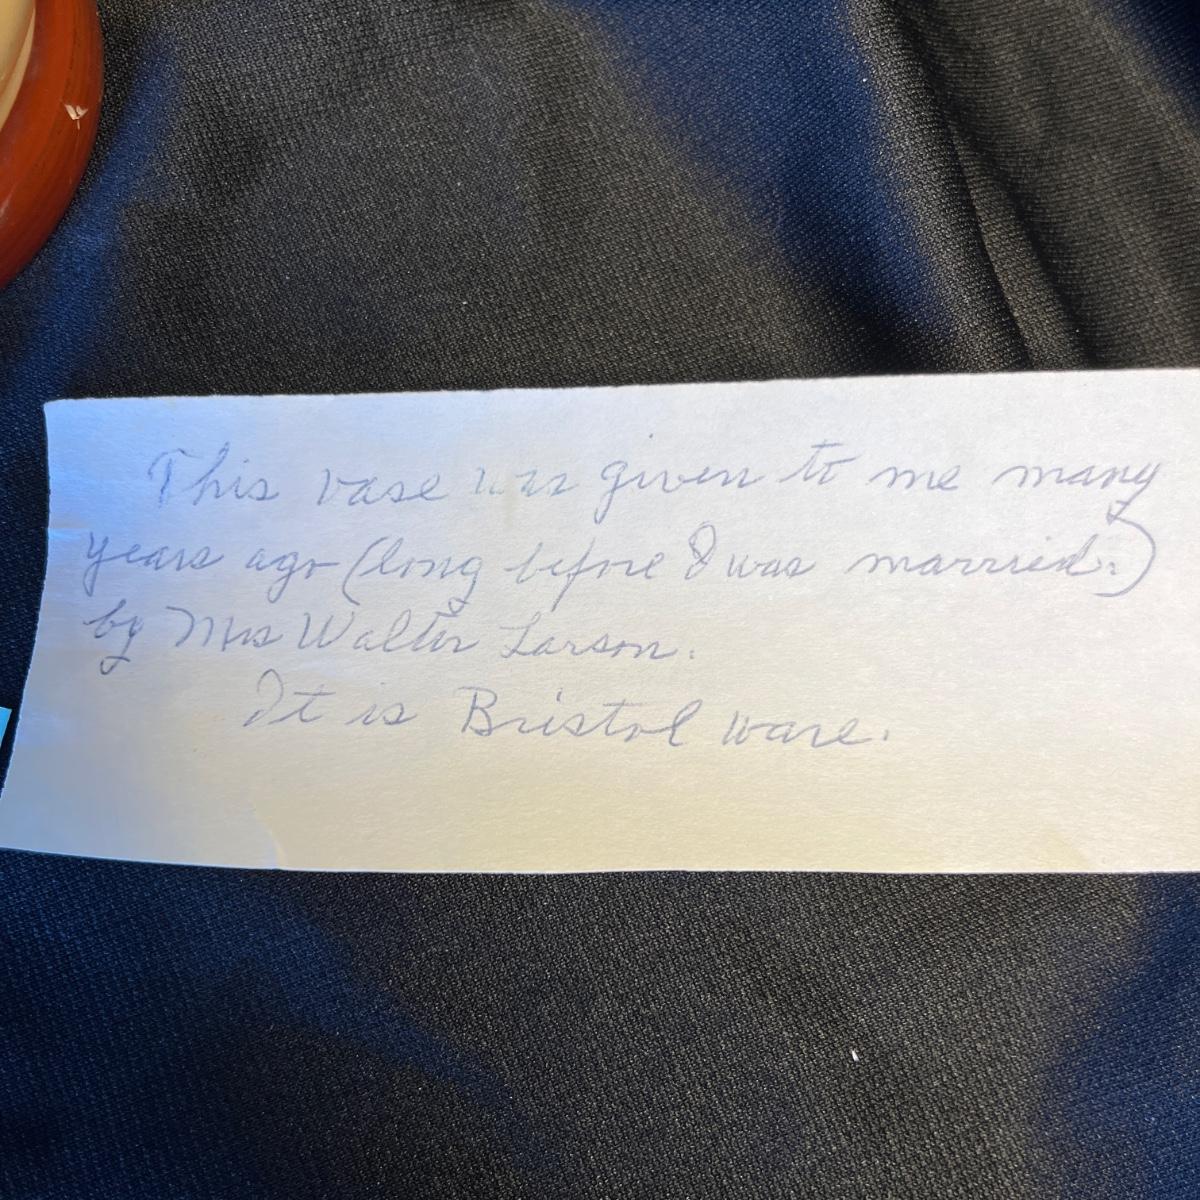 This vase was given to me many
years ago (long before I was married.)
by Mrs Walter Larson.
It is Bristol ware.